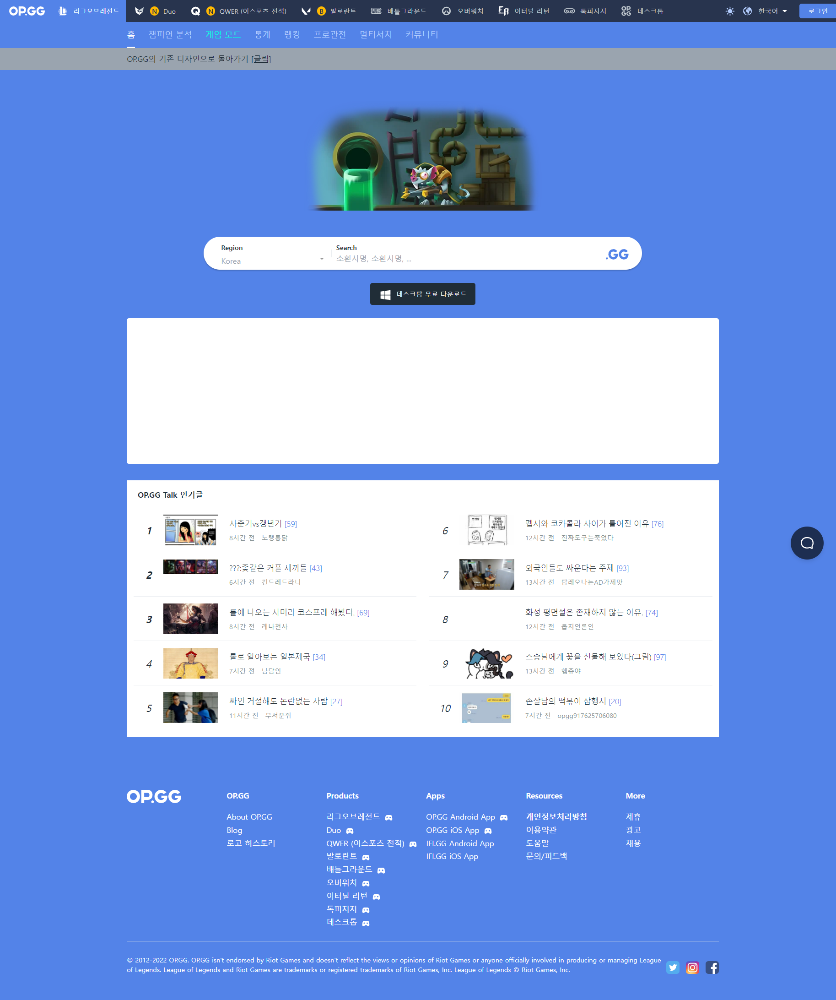 OP.GG 리그오브레전드 N Duo N QWER (이스포츠 전적) B 발로란트 PUBG 배틀그라운드 오버워치 이터널 리턴 톡피지지 OP.GG 데스크톱 한국어 로그인
홈 챔피언 분석 게임 모드 통계 랭킹 프로관전 멀티서치 커뮤니티
OP.GG의 기존 디자인으로 돌아가기 [클릭]
Region
Korea
Search
소환사명, 소환사명, ...
.GG
데스크탑 무료 다운로드
OP.GG Talk 인기글
1
사춘기vs갱년기 [59]
8시간 전 노랭통닭
2
???:좆같은 커플 새끼들 [43]
6시간 전 킨드레드라니
3
롤에 나오는 사미라 코스프레 해봤다. [69]
8시간 전 레나천사
4
롤로 알아보는 일본제국 [34]
7시간 전 남담인
5
싸인 거절해도 논란없는 사람 [27]
11시간 전 무서운쥐
6
펩시와 코카콜라 사이가 틀어진 이유 [76]
12시간 전 진짜도구는죽었다
7
외국인들도 싸운다는 주제 [93]
13시간 전 탑레오나는AD가제맛
8
화성 평면설은 존재하지 않는 이유. [74]
12시간 전 옵지언론인
9
스승님에게 꽃을 선물해 보았다(그림) [97]
13시간 전 햄츄야
10
존잘남의 떡볶이 삼행시 [20]
7시간 전 opgg917625706080
OP.GG
OP.GG
About OP.GG
Blog
로고 히스토리
Products
리그오브레전드
Duo
QWER (이스포츠 전적)
발로란트
배틀그라운드
오버워치
이터널 리턴
톡피지지
데스크톱
Apps
OP.GG Android App
OP.GG iOS App
IFI.GG Android App
IFI.GG iOS App
Resources
개인정보처리방침
이용약관
도움말
문의/피드백
More
제휴
광고
채용
© 2012-2022 OP.GG. OP.GG isn't endorsed by Riot Games and doesn't reflect the views or opinions of Riot Games or anyone officially involved in producing or managing League
of Legends. League of Legends and Riot Games are trademarks or registered trademarks of Riot Games, Inc. League of Legends © Riot Games, Inc.